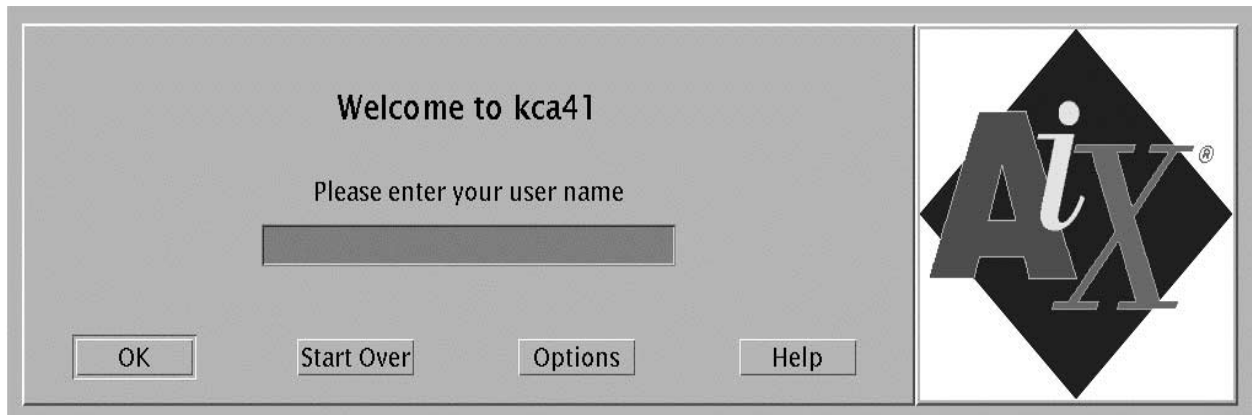 Welcome to kca41
Please enter your user name
OK Start Over Options Help
AiX®